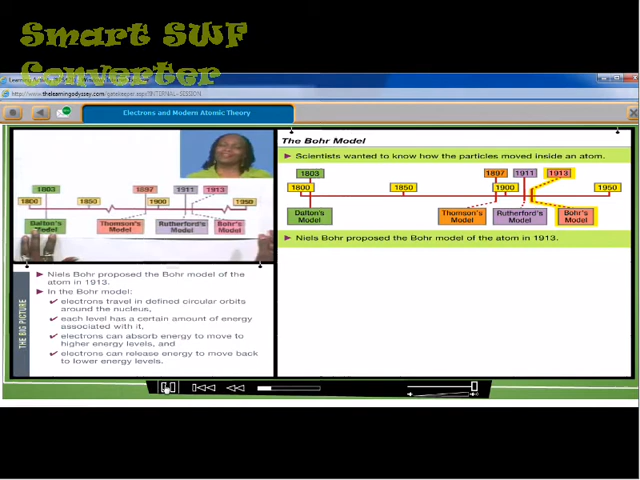 Smart SWF
Converter
www.thelearningodyssey.com
Electrons and Modern Atomic Theory
1803 1897 1911 1913
1800 1850 1900 1950
Dalton's Model Thomson's Model Rutherford's Model Bohr's Model
THE BIG PICTURE
Niels Bohr proposed the Bohr model of the
atom in 1913.
In the Bohr model:
electrons travel in defined circular orbits
around the nucleus,
each level has a certain amount of energy
associated with it,
electrons can absorb energy to move to
higher energy levels, and
electrons can release energy to move back
to lower energy levels.
The Bohr Model
Scientists wanted to know how the particles moved inside an atom.
1803 1897 1911 1913
1800 1850 1900 1950
Dalton's Thomson's Rutherford's Bohr's
Model Model Model Model
Niels Bohr proposed the Bohr model of the atom in 1913.